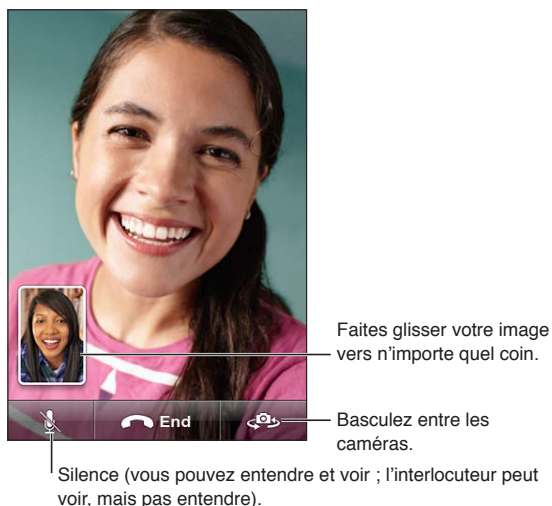 Faites glisser votre image
vers n’importe quel coin.
End
Basculez entre les
caméras.
Silence (vous pouvez entendre et voir ; l’interlocuteur peut
voir, mais pas entendre).